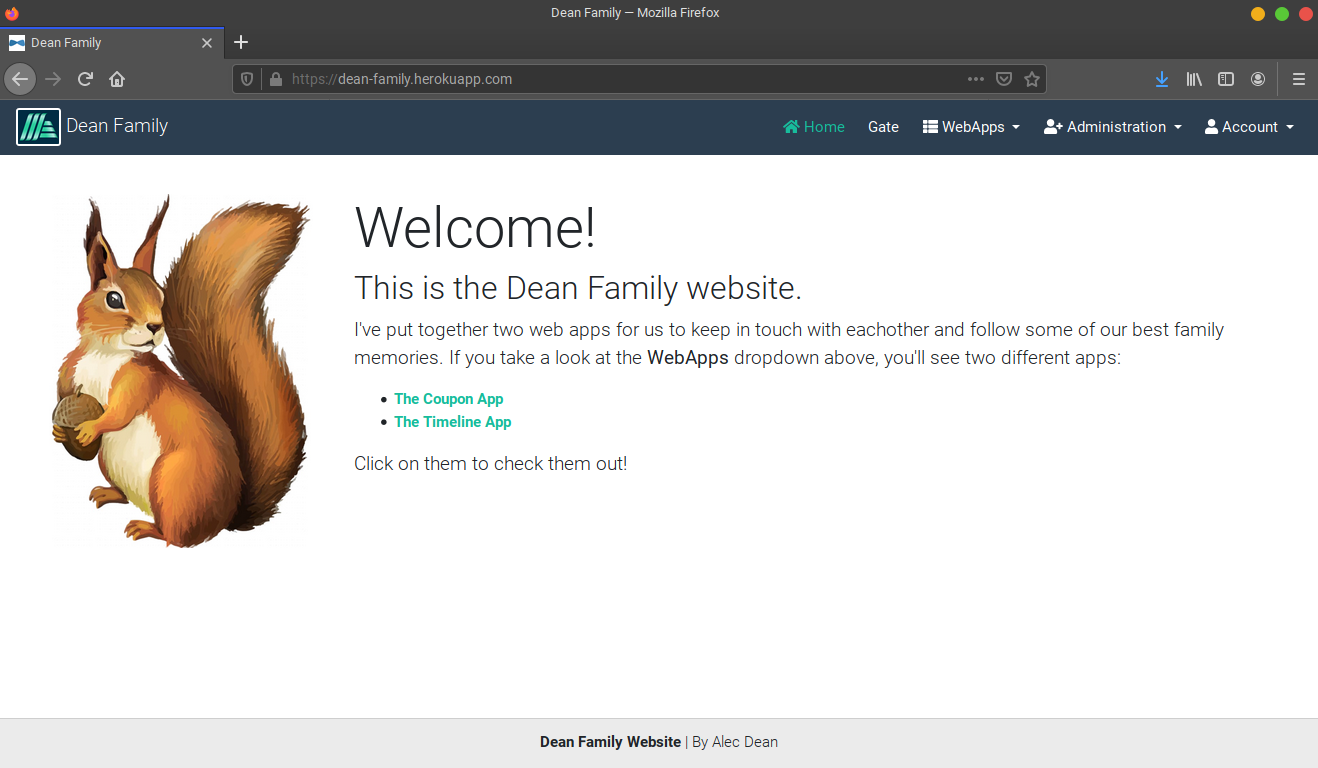 Dean Family — Mozilla Firefox
Dean Family
https://dean-family.herokuapp.com
Dean Family
Home Gate WebApps Administration Account
Welcome!
This is the Dean Family website.
I've put together two web apps for us to keep in touch with eachother and follow some of our best family
memories. If you take a look at the WebApps dropdown above, you'll see two different apps:
• The Coupon App
• The Timeline App
Click on them to check them out!
Dean Family Website | By Alec Dean